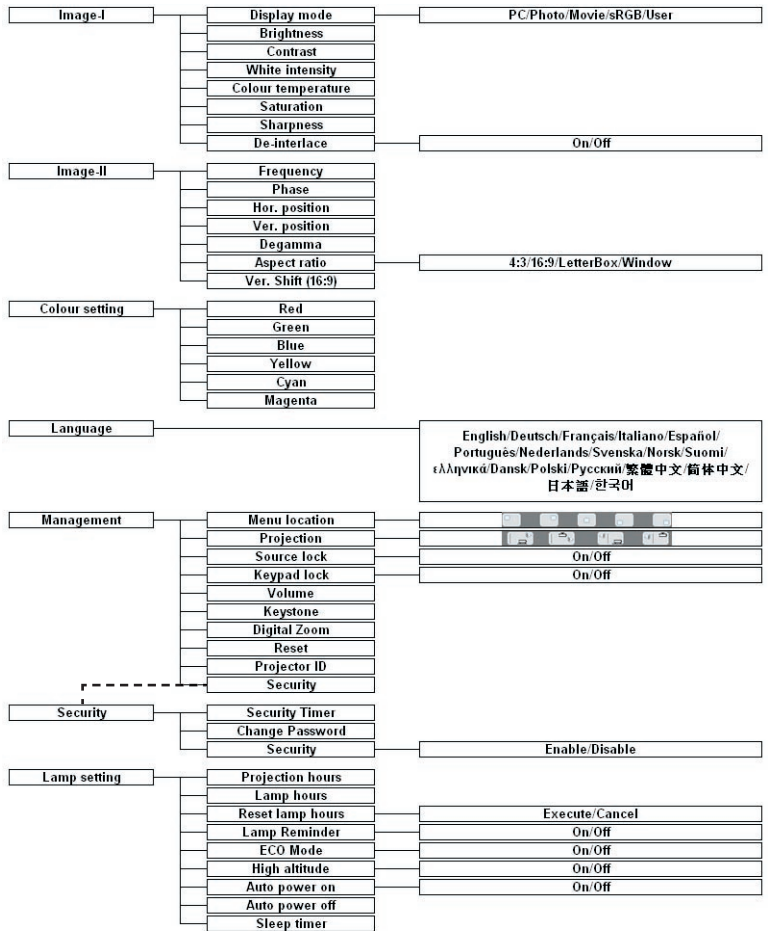 Image-I Display mode PC/Photo/Movie/sRGB/User
Brightness
Contrast
White intensity
Colour temperature
Saturation
Sharpness
De-interlace On/Off
Image-II Frequency
Phase
Hor. position
Ver. position
Degamma
Aspect ratio 4:3/16:9/LetterBox/Window
Ver. Shift (16:9)
Colour setting Red
Green
Blue
Yellow
Cyan
Magenta
Language
English/Deutsch/Français/Italiano/Español/
Português/Nederlands/Svenska/Norsk/Suomi/
ελληνικά/Dansk/Polski/Русский/繁體中文/简体中文/
日本語/한국어
Management Menu location
Projection
Source lock On/Off
Keypad lock On/Off
Volume
Keystone
Digital Zoom
Reset
Projector ID
Security
Security Security Timer
Change Password
Security Enable/Disable
Lamp setting Projection hours
Lamp hours
Reset lamp hours Execute/Cancel
Lamp Reminder On/Off
ECO Mode On/Off
High altitude On/Off
Auto power on On/Off
Auto power off
Sleep timer